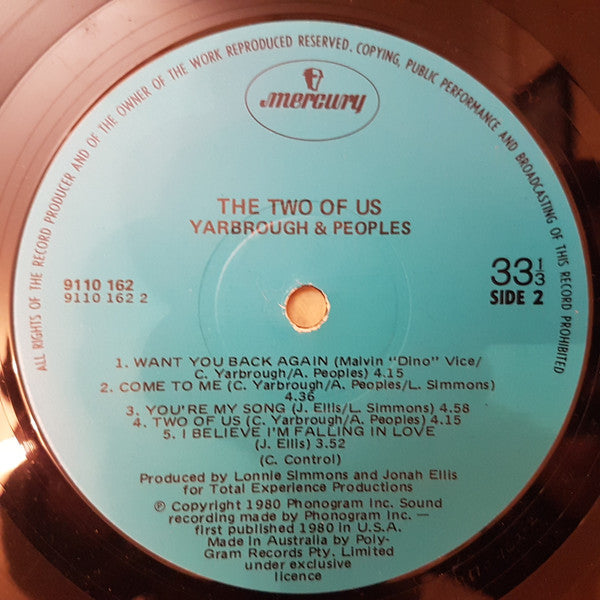 ALL RIGHTS OF THE RECORD PRODUCER AND OF THE OWNER OF THE WORK REPRODUCED RESERVED. COPYING, PUBLIC PERFORMANCE AND BROADCASTING OF THIS RECORD PROHIBITED
mercury
THE TWO OF US
YARBROUGH & PEOPLES
9110 162
9110 162 2
33 1/3
SIDE 2
1. WANT YOU BACK AGAIN (Malvin "Dino" Vice/
C. Yarbrough/A. Peoples) 4.15
2. COME TO ME (C. Yarbrough/A. Peoples/L. Simmons)
4.36
3. YOU'RE MY SONG (J. Ellis/L. Simmons) 4.58
4. TWO OF US (C. Yarbrough/A. Peoples) 4.15
5. I BELIEVE I'M FALLING IN LOVE
(J. Ellis) 3.52
(C. Control)
Produced by Lonnie Simmons and Jonah Ellis
for Total Experience Productions
℗ Copyright 1980 Phonogram Inc. Sound
recording made by Phonogram Inc. —
first published 1980 in U.S.A.
Made in Australia by Poly-
Gram Records Pty. Limited
under exclusive
licence